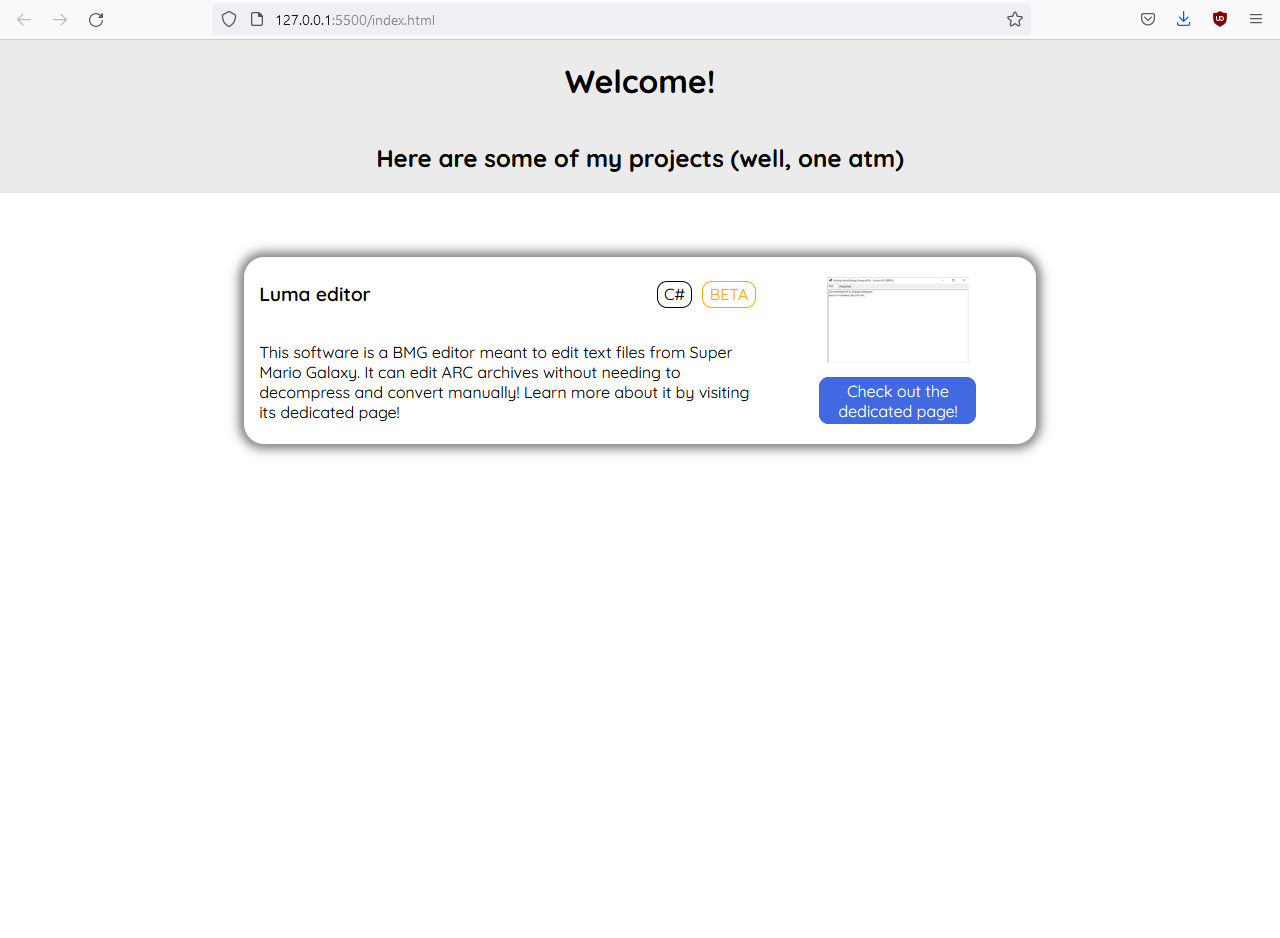 127.0.0.1:5500/index.html
Welcome!
Here are some of my projects (well, one atm)
Luma editor
C#
BETA
This software is a BMG editor meant to edit text files from Super
Mario Galaxy. It can edit ARC archives without needing to
decompress and convert manually! Learn more about it by visiting
its dedicated page!
Check out the
dedicated page!